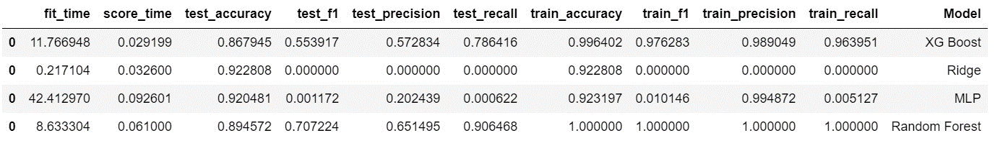 fit_time score_time test_accuracy test_f1 test_precision test_recall train_accuracy train_f1 train_precision train_recall Model
0 11.766948 0.029199 0.867945 0.553917 0.572834 0.786416 0.996402 0.976283 0.989049 0.963951 XG Boost
0 0.217104 0.032600 0.922808 0.000000 0.000000 0.000000 0.922808 0.000000 0.000000 0.000000 Ridge
0 42.412970 0.092601 0.920481 0.001172 0.202439 0.000622 0.923197 0.010146 0.994872 0.005127 MLP
0 8.633304 0.061000 0.894572 0.707224 0.651495 0.906468 1.000000 1.000000 1.000000 1.000000 Random Forest